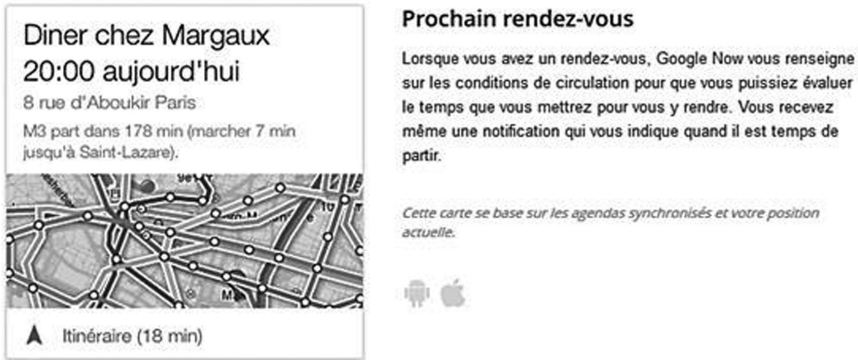 Diner chez Margaux
20:00 aujourd'hui
8 rue d'Aboukir Paris
M3 part dans 178 min (marcher 7 min
jusqu'à Saint-Lazare).
9e
10
M
Itinéraire (18 min)
Prochain rendez-vous
Lorsque vous avez un rendez-vous, Google Now vous renseigne
sur les conditions de circulation pour que vous puissiez évaluer
le temps que vous mettrez pour vous y rendre. Vous recevez
même une notification qui vous indique quand il est temps de
partir.
Cette carte se base sur les agendas synchronisés et votre position
actuelle.